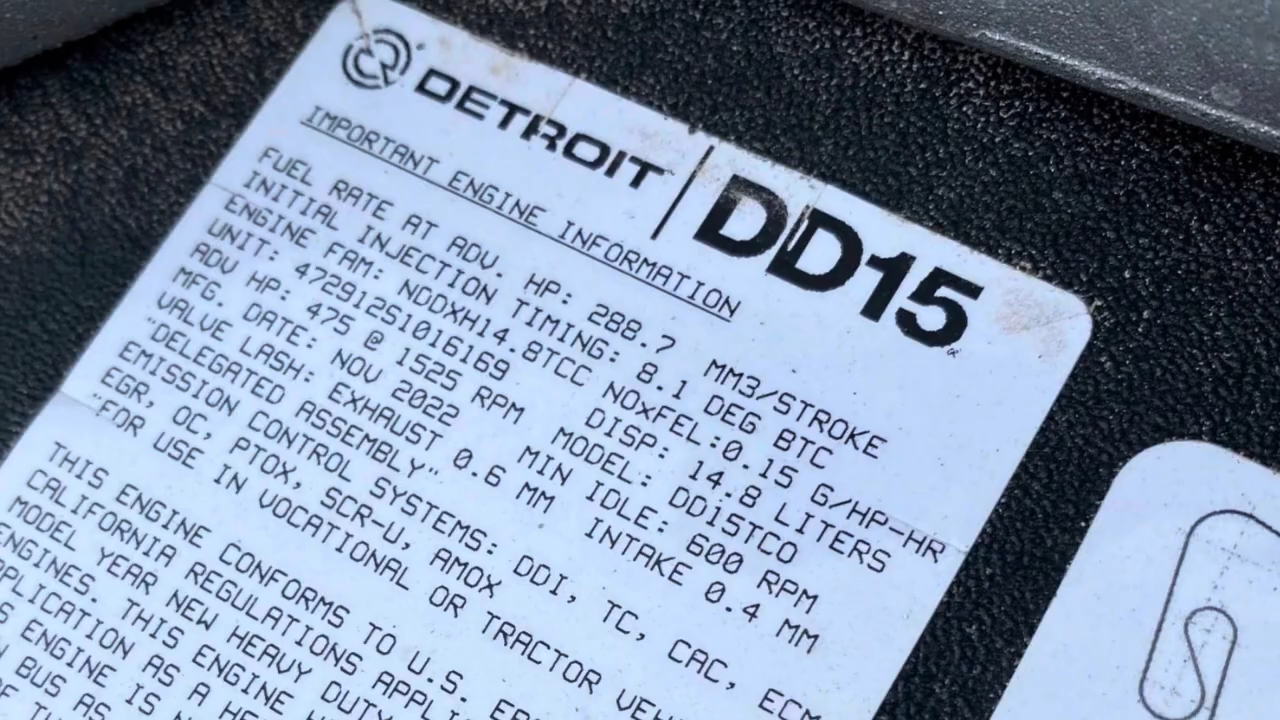 DETROIT | DD15
IMPORTANT ENGINE INFORMATION
FUEL RATE AT ADV. HP: 288.7 MM3/STROKE
INITIAL INJECTION TIMING: 8.1 DEG BTC
ENGINE FAM: NDDXH14.8TCC NOxFEL:0.15 G/HP-HR
UNIT: 472912S1016169 DISP: 14.8 LITERS
ADV HP: 475 @ 1525 RPM MODEL: DD15TCO
MFG. DATE: NOV 2022 MIN IDLE: 600 RPM
VALVE LASH: EXHAUST 0.6 MM INTAKE 0.4 MM
"DELEGATED ASSEMBLY"
EMISSION CONTROL SYSTEMS: DDI, TC, CAC, ECM
EGR, OC, PTOX, SCR-U, AMOX
"FOR USE IN VOCATIONAL OR TRACTOR
THIS ENGINE CONFORMS TO U.S.
CALIFORNIA REGULATIONS
MODEL YEAR NEW HEAVY DUTY
ENGINES. THIS ENGINE
AS A
ENGINE IS
BUS AS